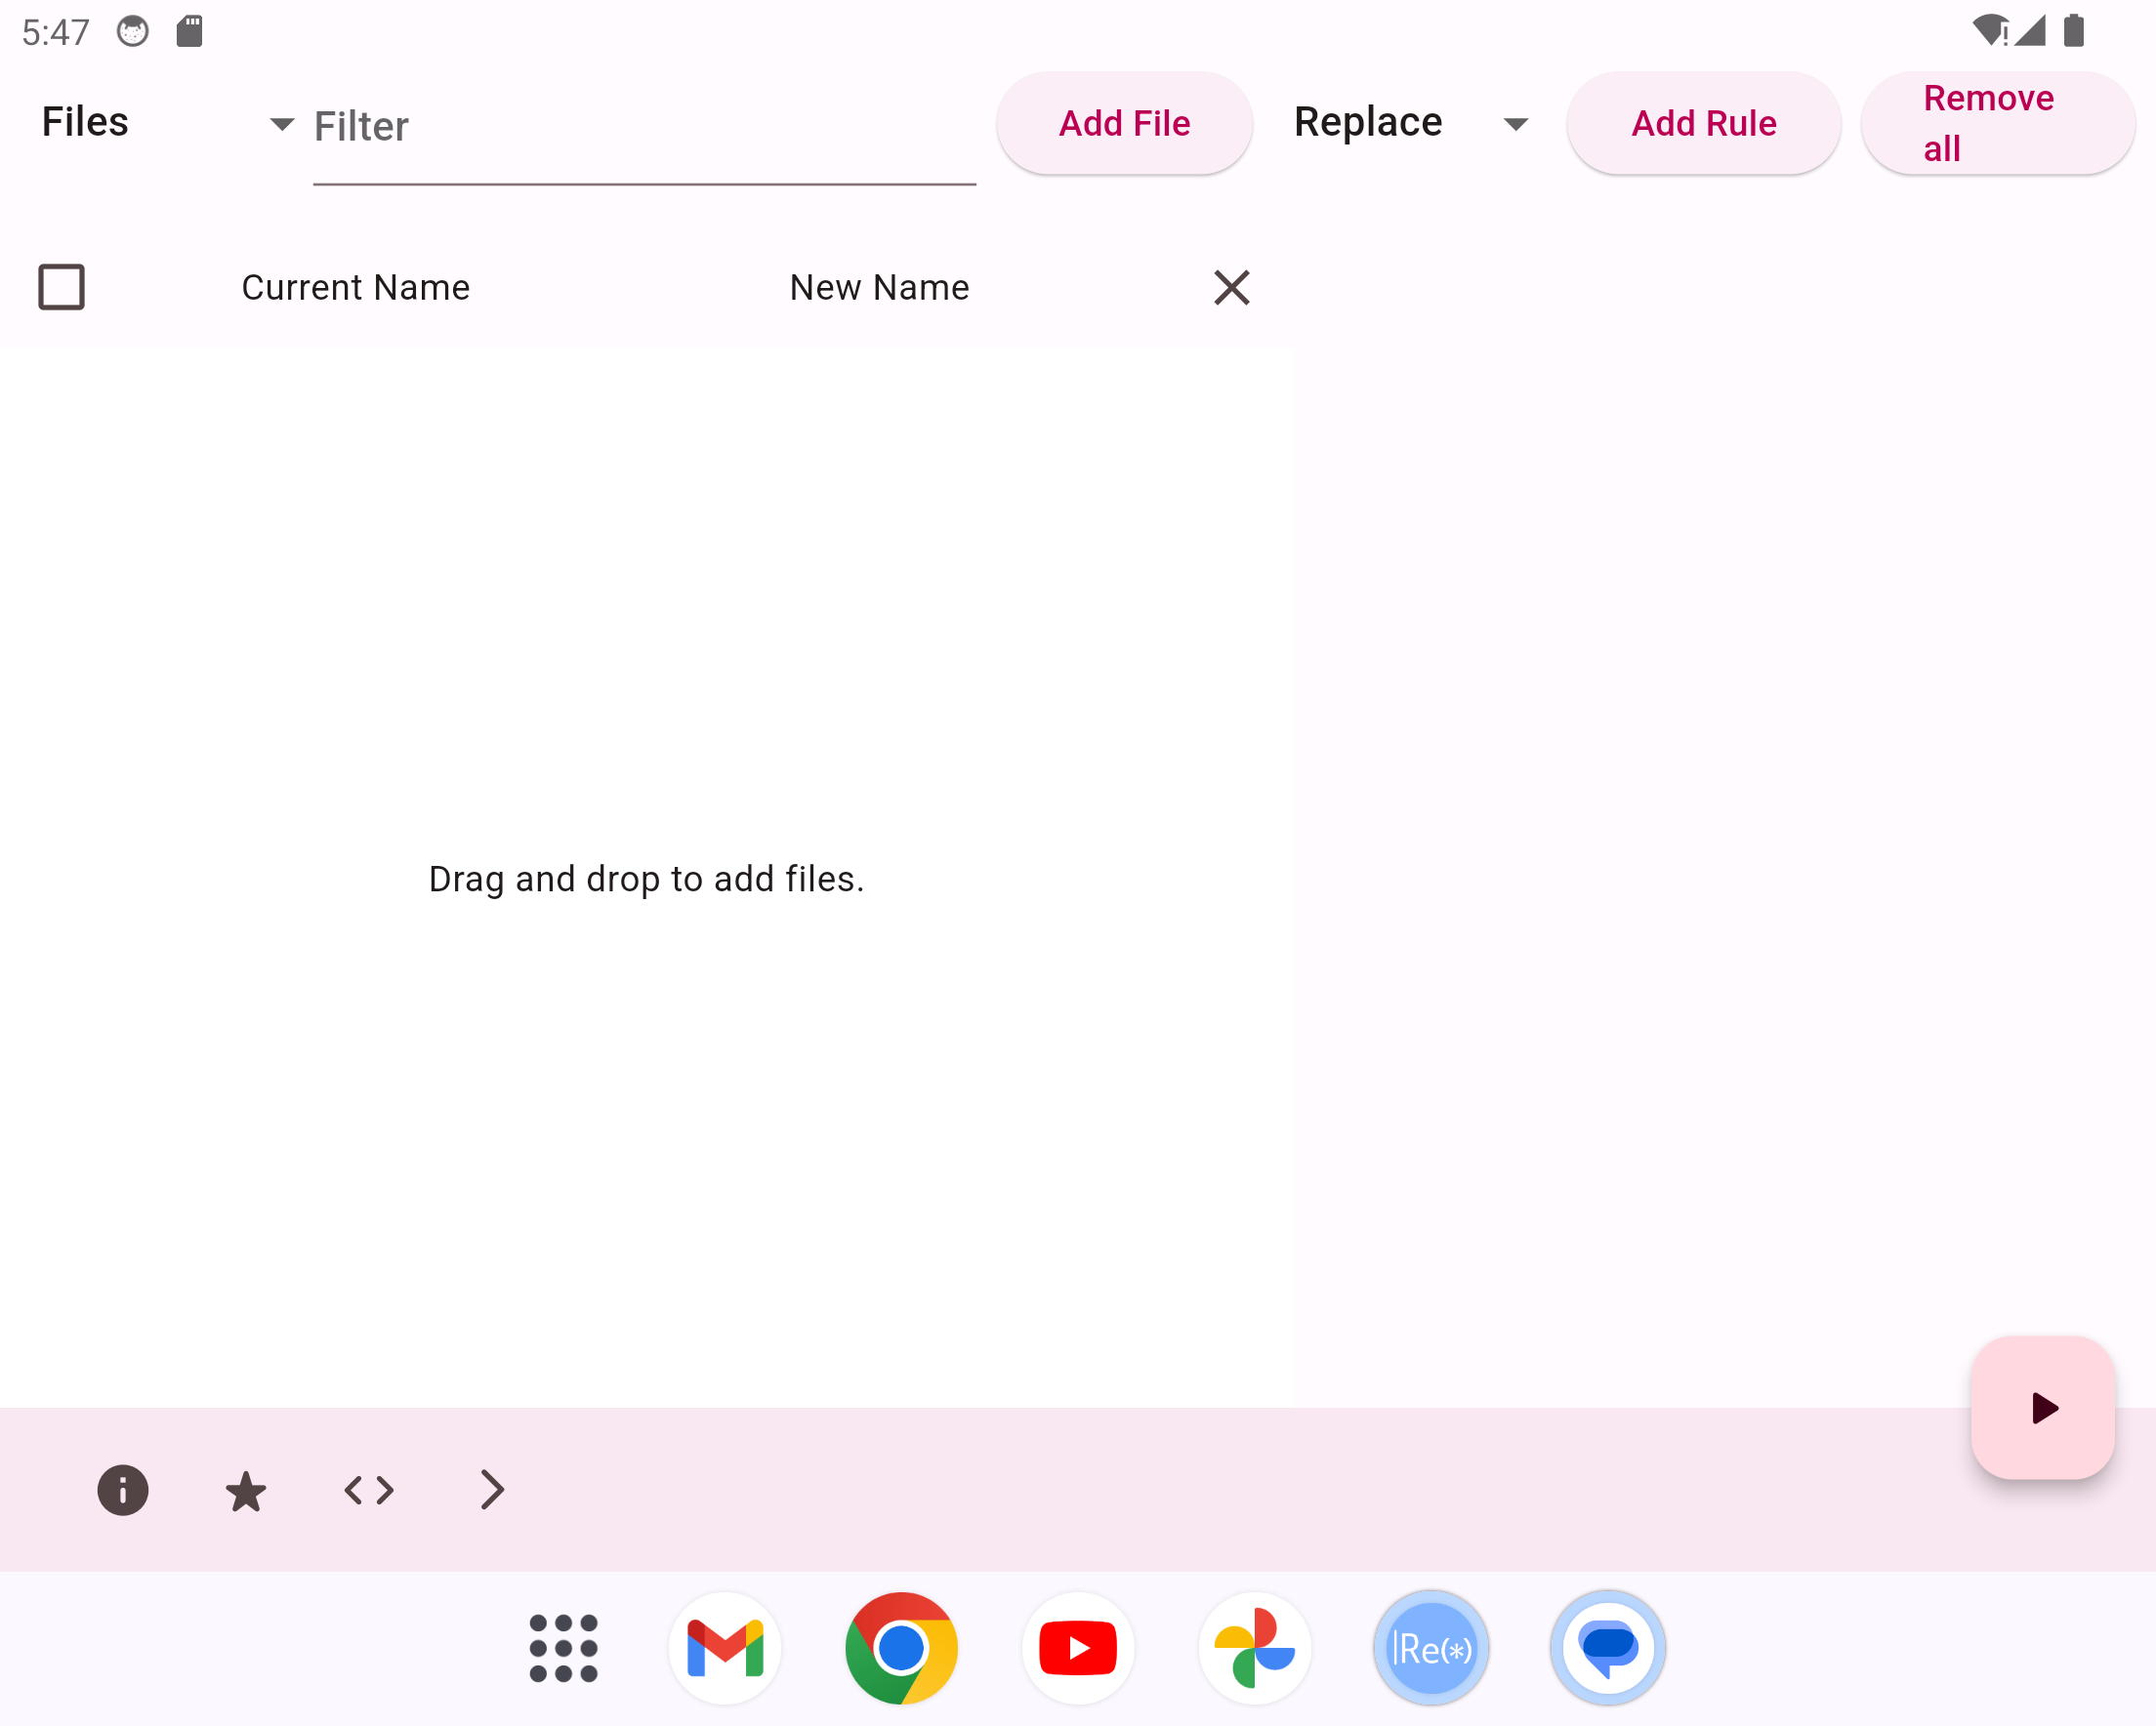 5:47
Files
Filter
Add File
Replace
Add Rule
Remove
all
Current Name
New Name
Drag and drop to add files.
|Re(*)